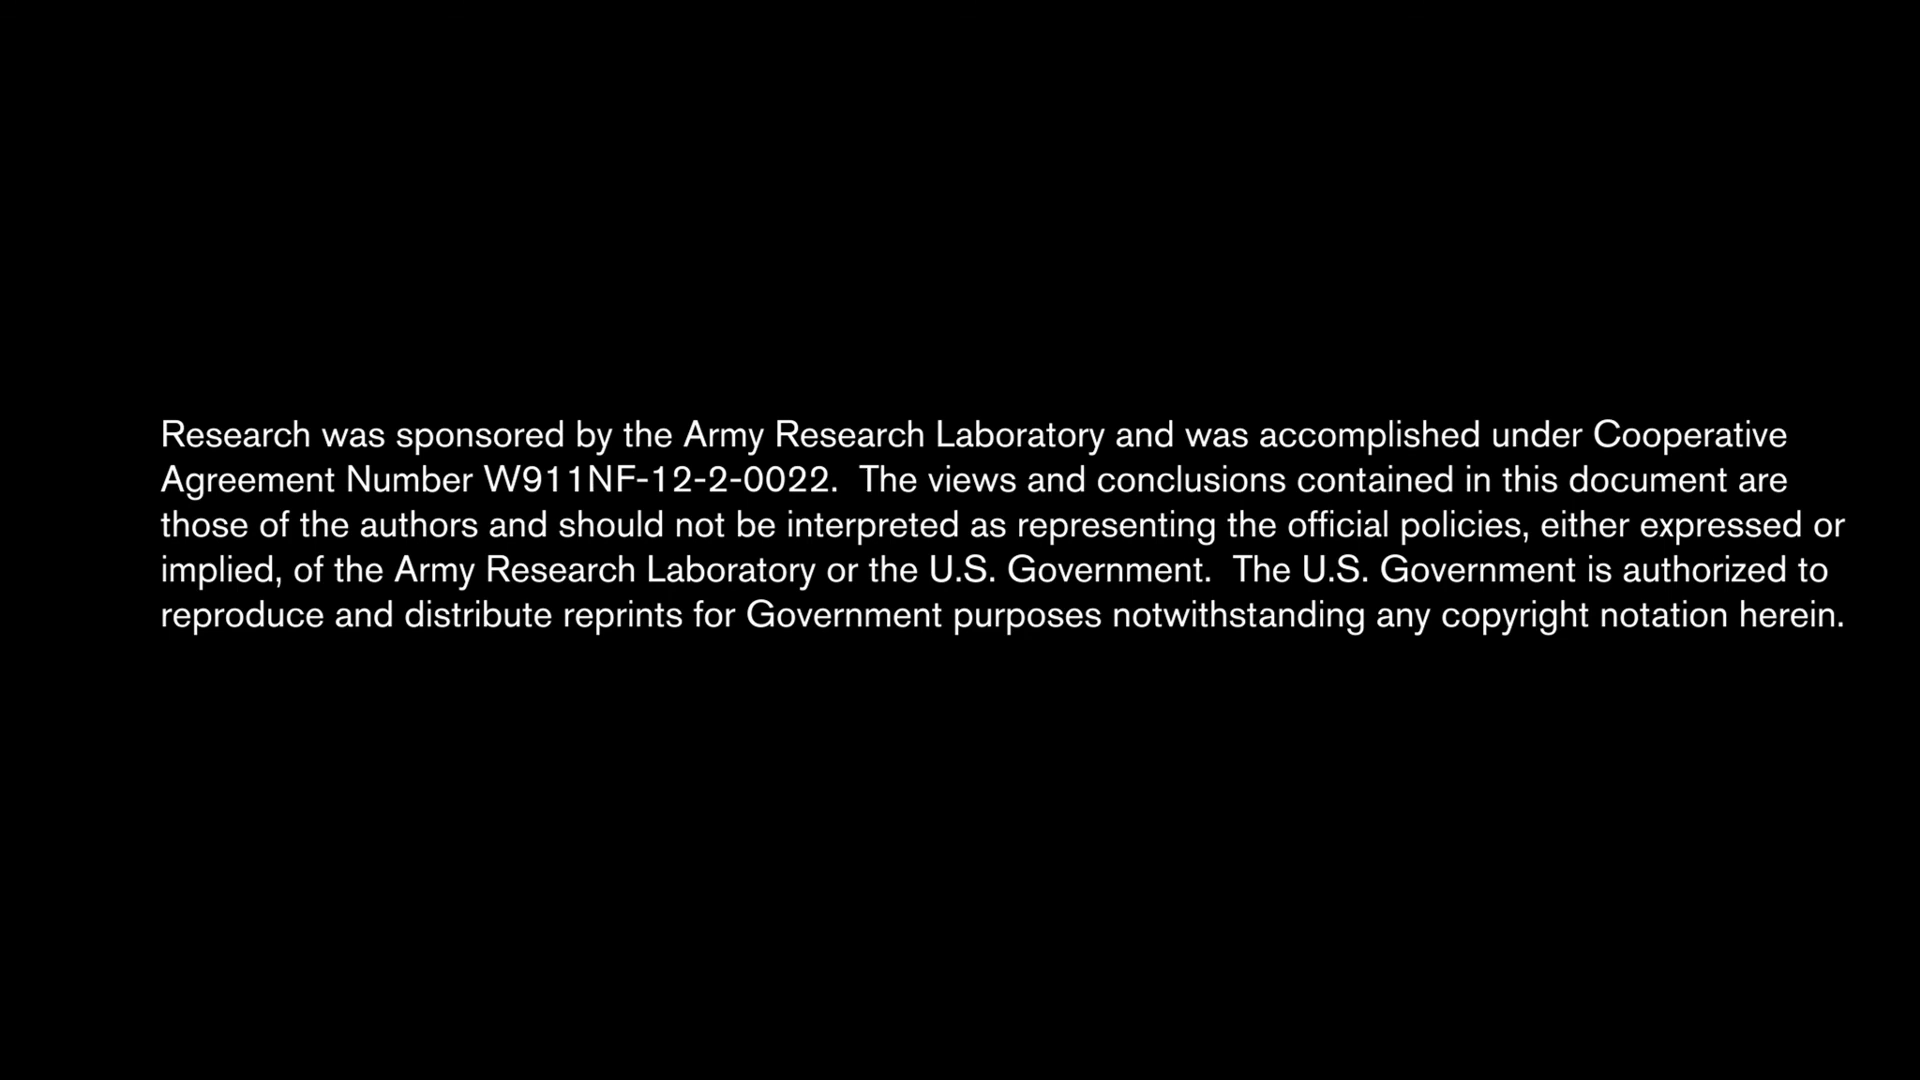 Research was sponsored by the Army Research Laboratory and was accomplished under Cooperative
Agreement Number W911NF-12-2-0022.  The views and conclusions contained in this document are
those of the authors and should not be interpreted as representing the official policies, either expressed or
implied, of the Army Research Laboratory or the U.S. Government.  The U.S. Government is authorized to
reproduce and distribute reprints for Government purposes notwithstanding any copyright notation herein.